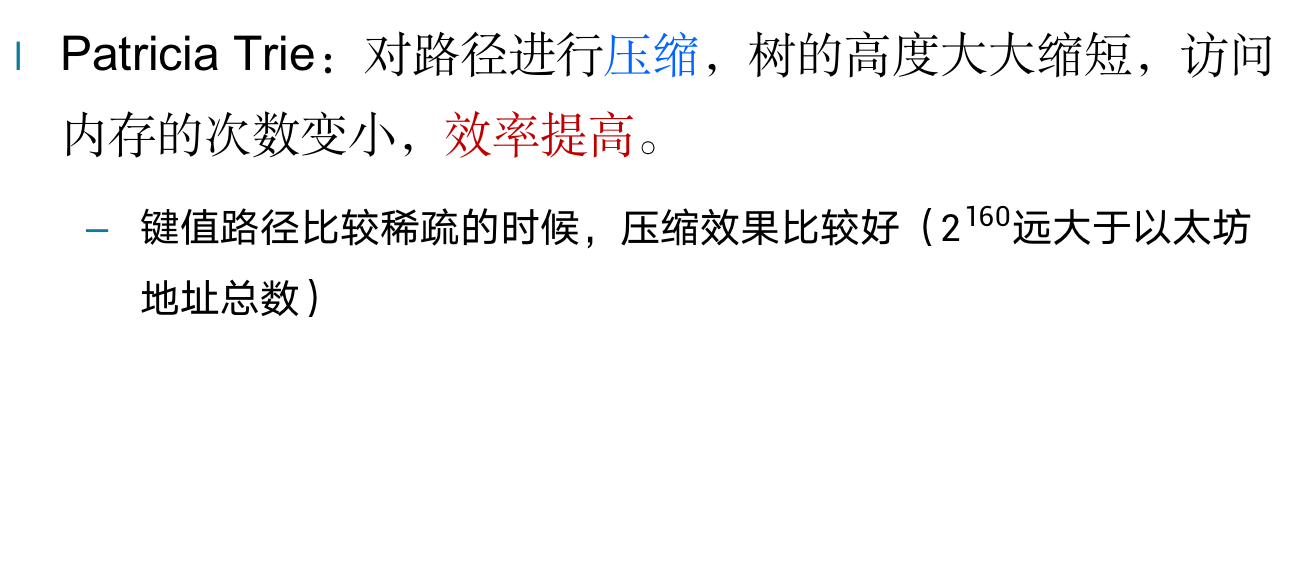 Patricia Trie：对路径进行压缩，树的高度大大缩短，访问
内存的次数变小，效率提高。
– 键值路径比较稀疏的时候，压缩效果比较好（2^160远大于以太坊
地址总数）